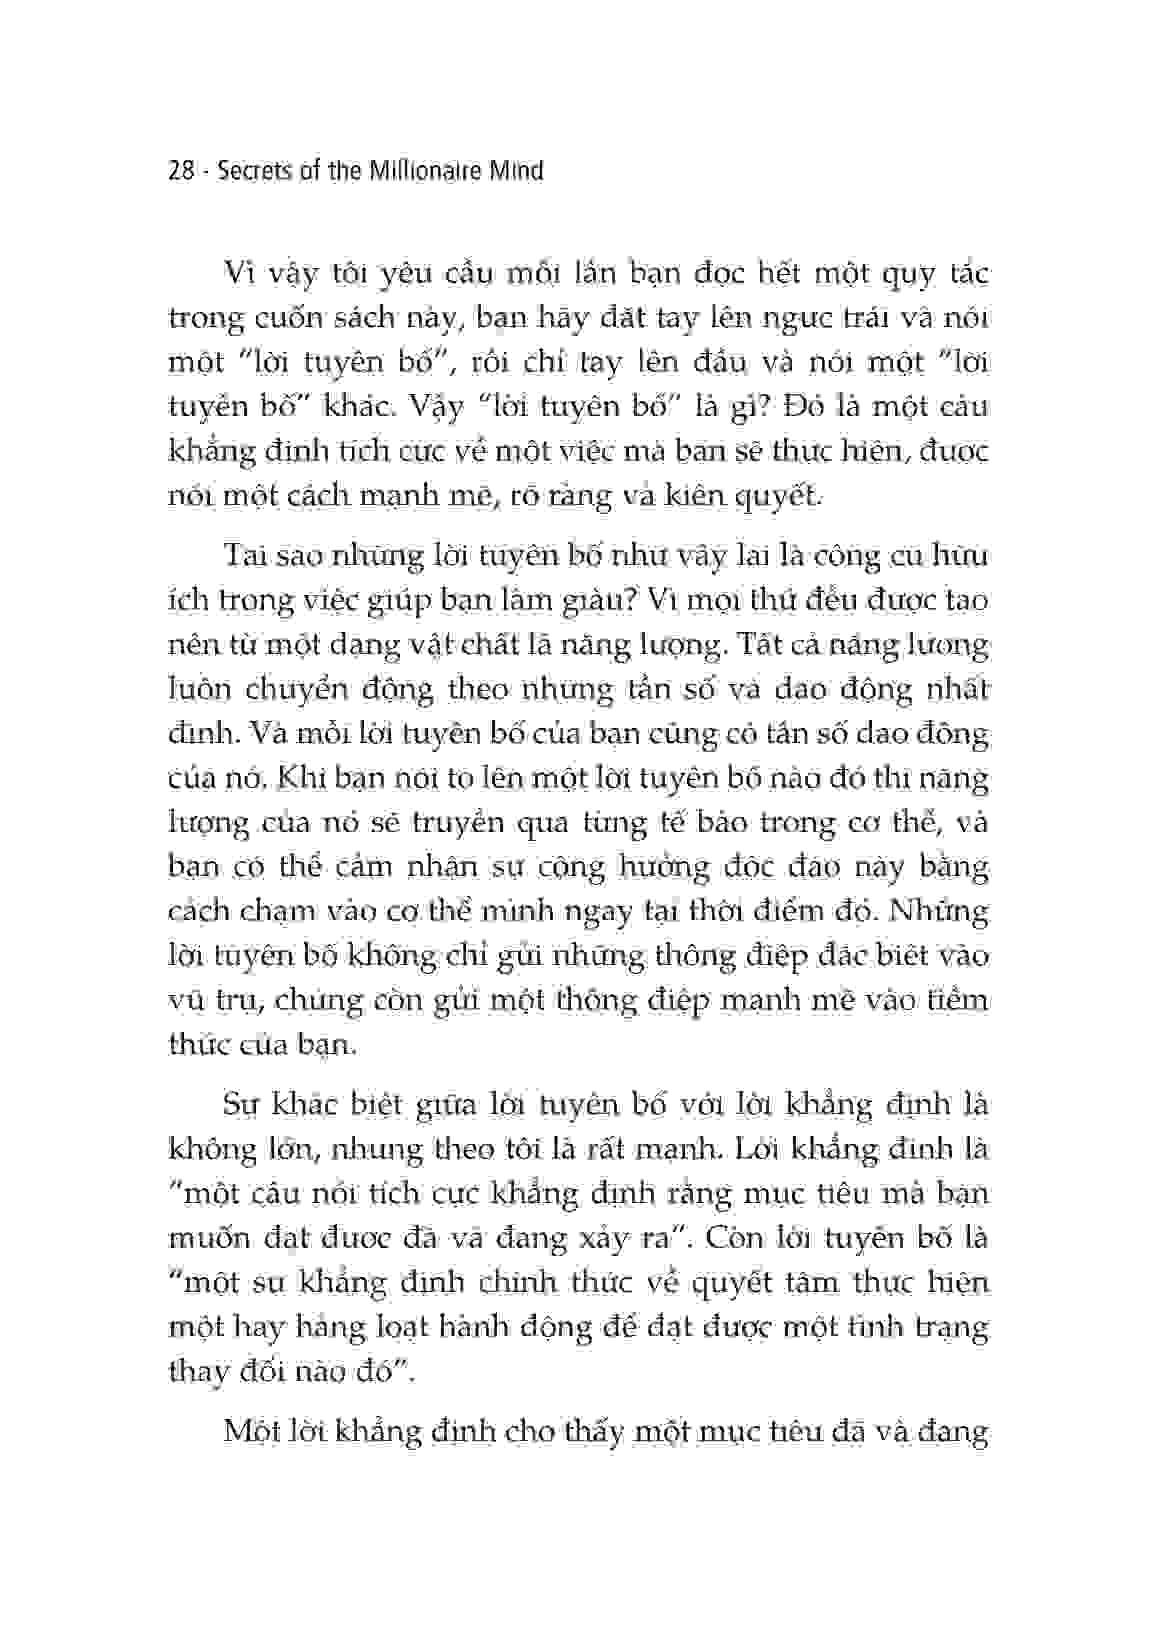 28 - Secrets of the Millionaire Mind
Vì vậy tôi yêu cầu mỗi lần bạn đọc hết một quy tắc
trong cuốn sách này, bạn hãy đặt tay lên ngực trái và nói
một “lời tuyên bố”, rồi chỉ tay lên đầu và nói một “lời
tuyên bố” khác. Vậy “lời tuyên bố” là gì? Đó là một câu
khẳng định tích cực về một việc mà bạn sẽ thực hiện, được
nói một cách mạnh mẽ, rõ ràng và kiên quyết.
Tại sao những lời tuyên bố như vậy lại là công cụ hữu
ích trong việc giúp bạn làm giàu? Vì mọi thứ đều được tạo
nên từ một dạng vật chất là năng lượng. Tất cả năng lượng
luôn chuyển động theo những tần số và dao động nhất
định. Và mỗi lời tuyên bố của bạn cũng có tần số dao động
của nó. Khi bạn nói to lên một lời tuyên bố nào đó thì năng
lượng của nó sẽ truyền qua từng tế bào trong cơ thể, và
bạn có thể cảm nhận sự cộng hưởng độc đáo này bằng
cách chạm vào cơ thể mình ngay tại thời điểm đó. Những
lời tuyên bố không chỉ gửi những thông điệp đặc biệt vào
vũ trụ, chúng còn gửi một thông điệp mạnh mẽ vào tiềm
thức của bạn.
Sự khác biệt giữa lời tuyên bố với lời khẳng định là
không lớn, nhưng theo tôi là rất mạnh. Lời khẳng định là
“một câu nói tích cực khẳng định rằng mục tiêu mà bạn
muốn đạt được đã và đang xảy ra”. Còn lời tuyên bố là
“một sự khẳng định chính thức về quyết tâm thực hiện
một hay hàng loạt hành động để đạt được một tình trạng
thay đổi nào đó”.
Một lời khẳng định cho thấy một mục tiêu đã và đang